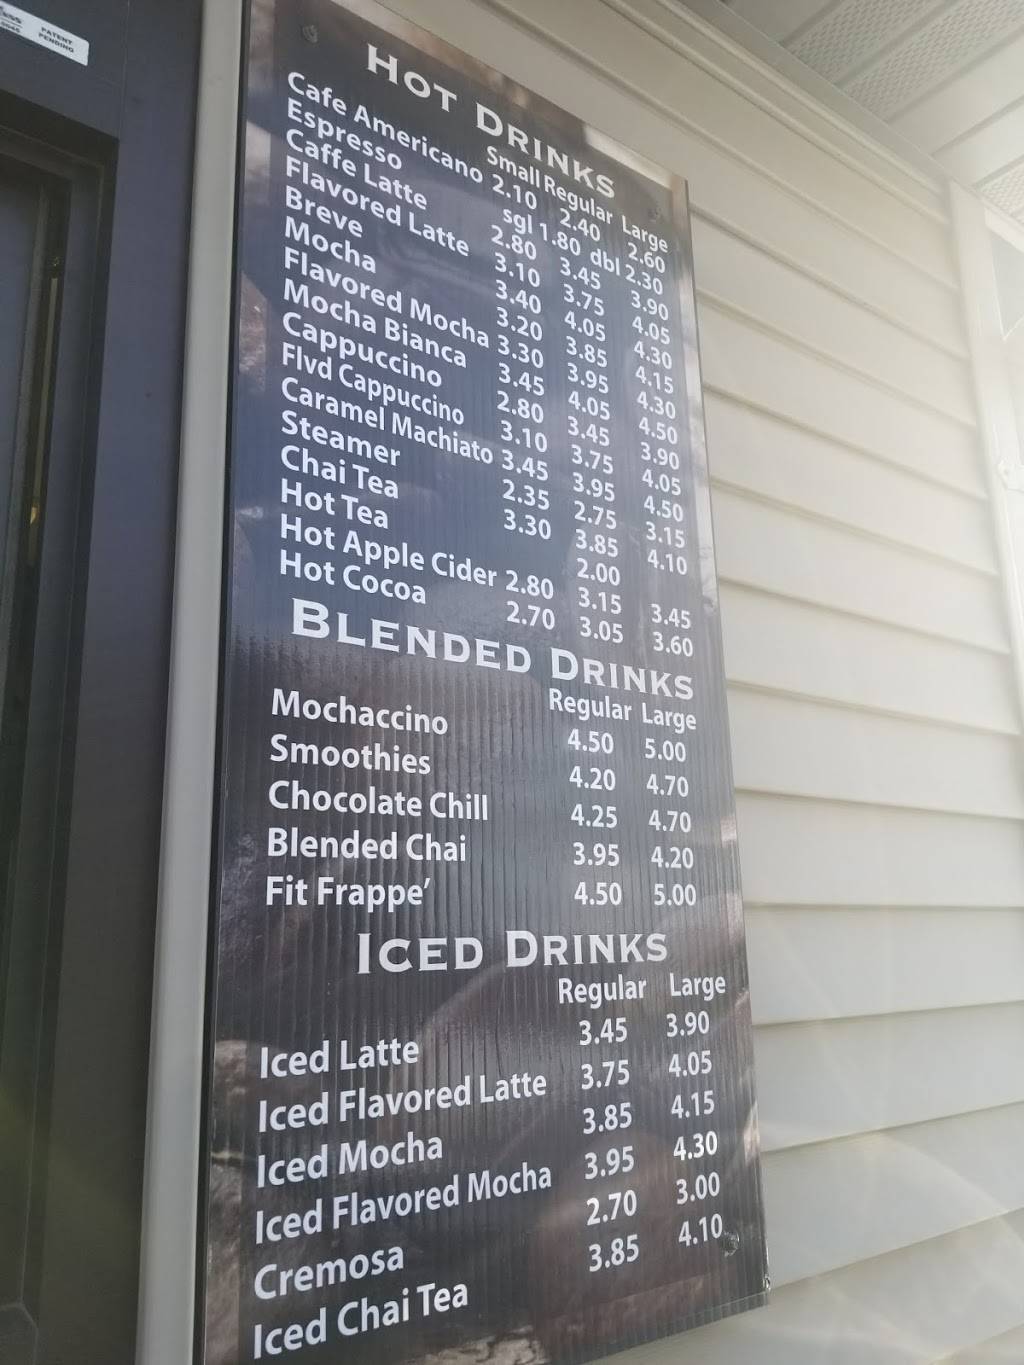 PATENT
PENDING
HOT DRINKS
Small Regular Large
Cafe Americano 2.10 2.40 2.60
Espresso sgl 1.80 dbl 2.30
Caffe Latte 2.80 3.45 3.90
Flavored Latte 3.10 3.75 4.05
Breve 3.40 4.05 4.30
Mocha 3.20 3.85 4.15
Flavored Mocha 3.30 3.95 4.30
Mocha Bianca 3.45 4.05 4.50
Cappuccino 2.80 3.45 3.90
Flvd Cappuccino 3.10 3.75 4.05
Caramel Machiato 3.45 3.95 4.50
Steamer 2.35 2.75 3.15
Chai Tea 3.30 3.85 4.10
Hot Tea 2.00
Hot Apple Cider 2.80 3.15 3.45
Hot Cocoa 2.70 3.05 3.60
BLENDED DRINKS
Regular Large
Mochaccino 4.50 5.00
Smoothies 4.20 4.70
Chocolate Chill 4.25 4.70
Blended Chai 3.95 4.20
Fit Frappe' 4.50 5.00
ICED DRINKS
Regular Large
Iced Latte 3.45 3.90
Iced Flavored Latte 3.75 4.05
Iced Mocha 3.85 4.15
Iced Flavored Mocha 3.95 4.30
Cremosa 2.70 3.00
Iced Chai Tea 3.85 4.10